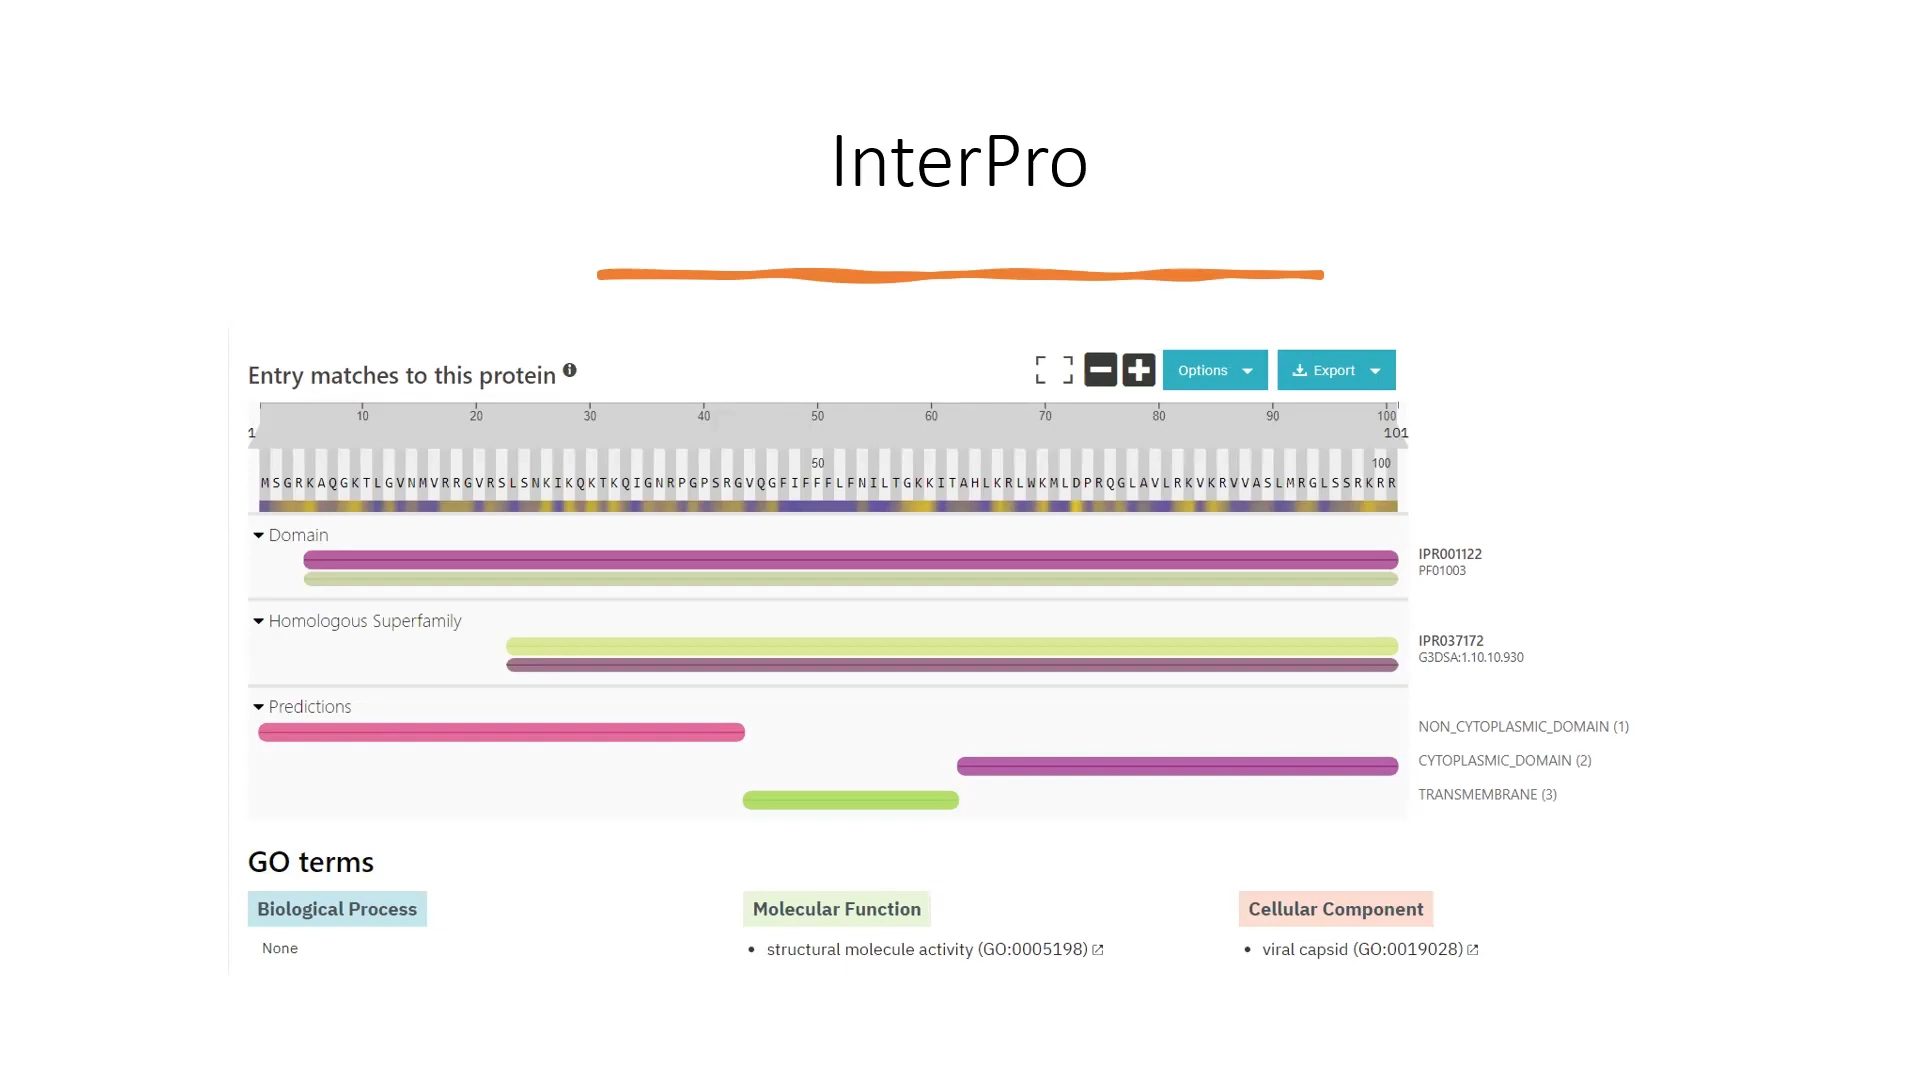 InterPro
Entry matches to this protein
Options
Export
10 20 30 40 50 60 70 80 90 100
1 101
50 100
MSGRKAQGKTLGVNMVRRGVRSLSNKIKQKTKQIGNRPGPSRGVQGFIFFFLFNILTGKKITAHLKRLWKMLDPRQGLAVLRKVKRVVASLMRGLSSRKRR
Domain
IPR001122
PF01003
Homologous Superfamily
IPR037172
G3DSA:1.10.10.930
Predictions
NON_CYTOPLASMIC_DOMAIN (1)
CYTOPLASMIC_DOMAIN (2)
TRANSMEMBRANE (3)
GO terms
Biological Process
None
Molecular Function
• structural molecule activity (GO:0005198)
Cellular Component
• viral capsid (GO:0019028)